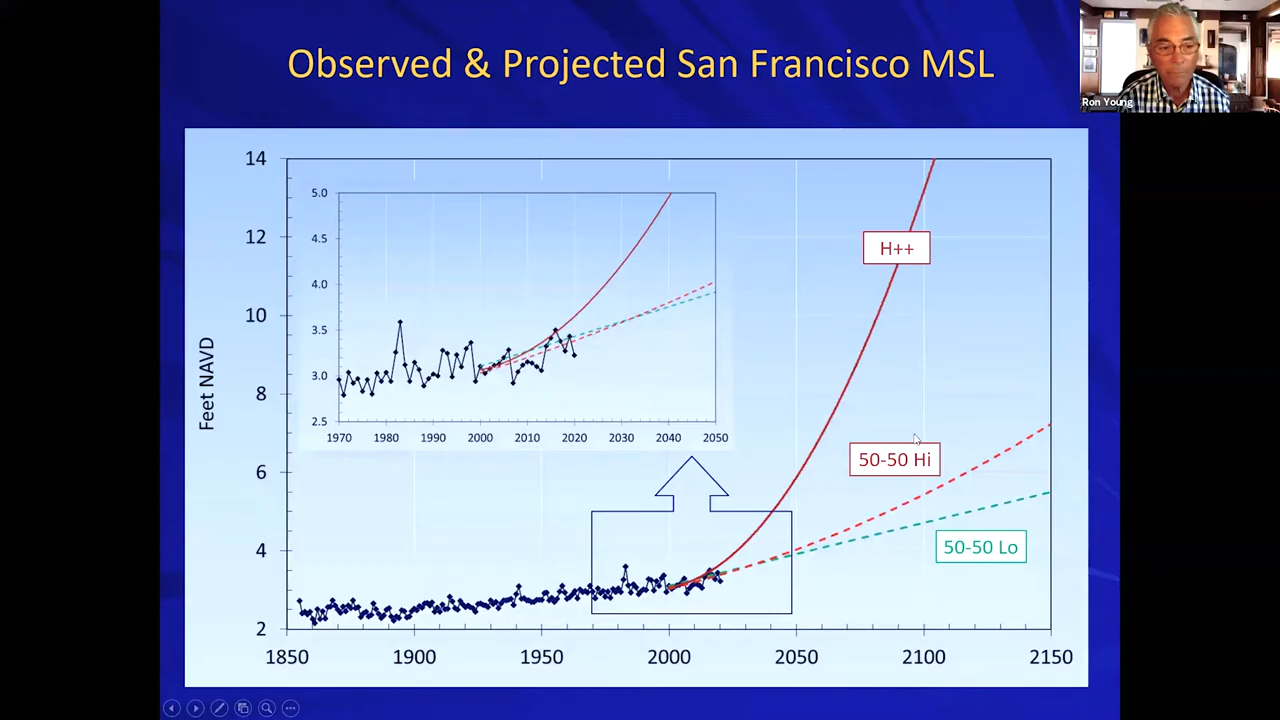 Observed & Projected San Francisco MSL
Ron Young
Feet NAVD
14
12
10
8
6
4
2
1850 1900 1950 2000 2050 2100 2150
5.0
4.5
4.0
3.5
3.0
2.5
1970 1980 1990 2000 2010 2020 2030 2040 2050
H++
50-50 Hi
50-50 Lo